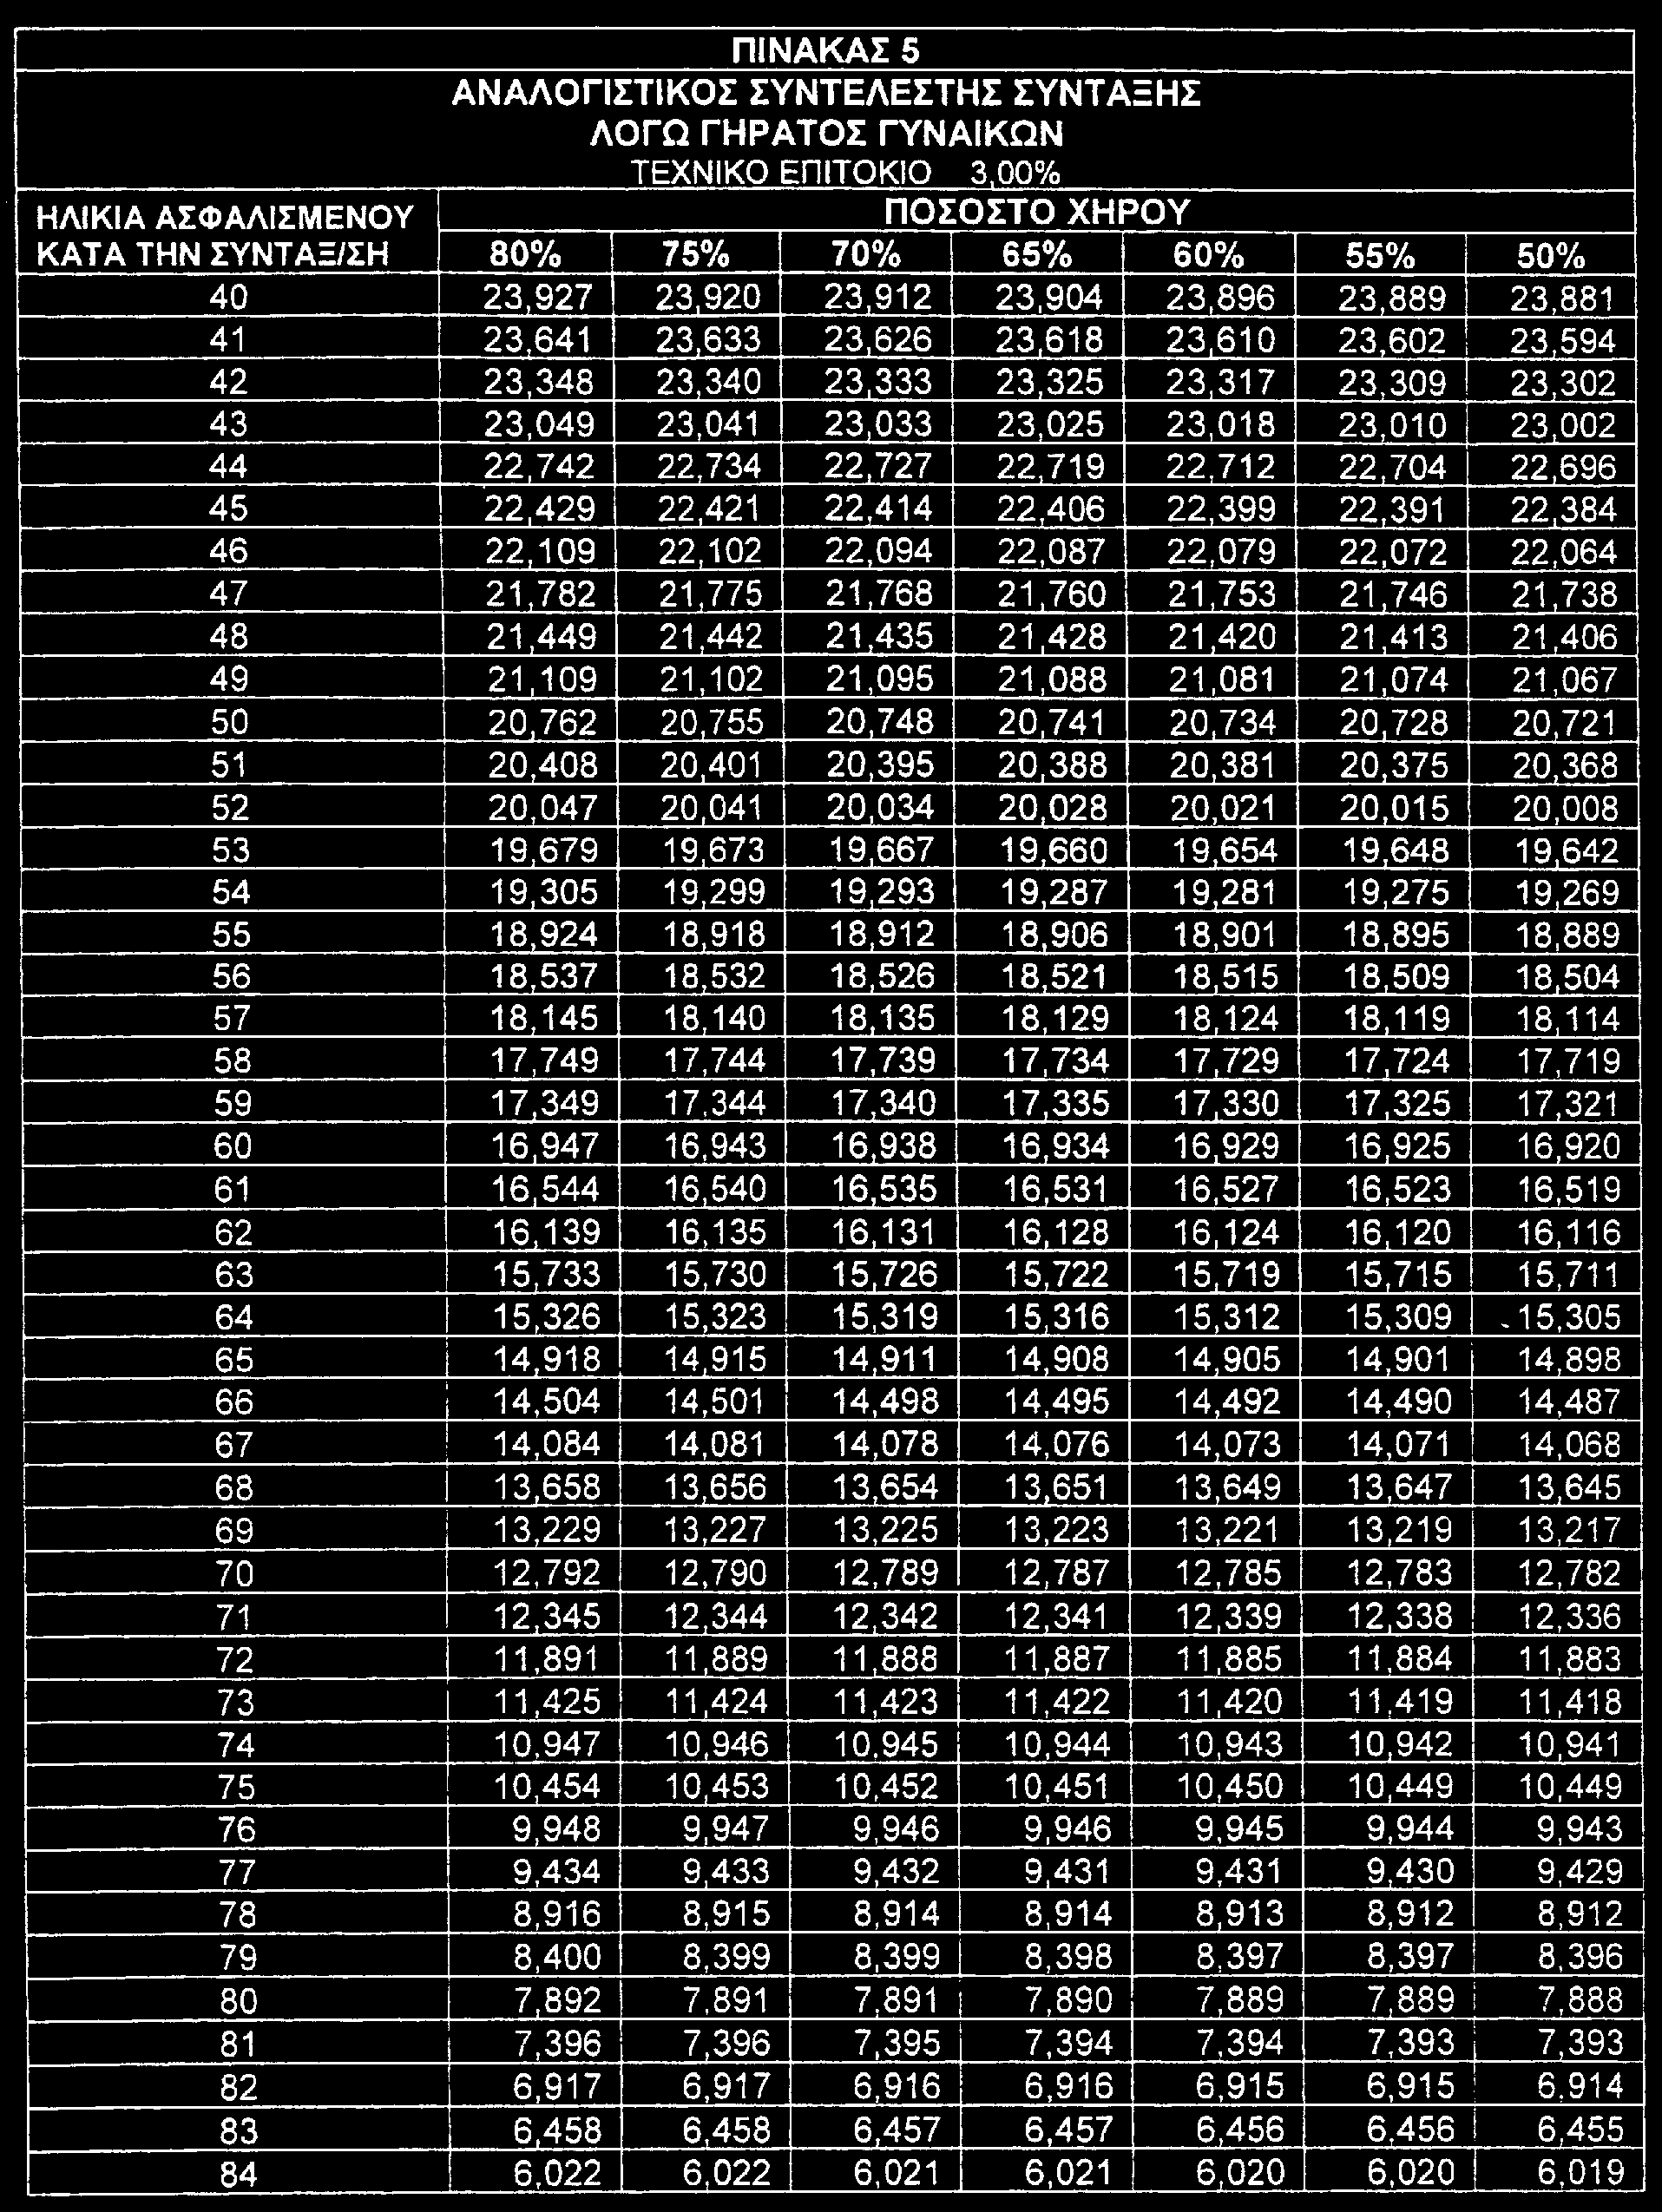 ΠΙΝΑΚΑΣ 5
ΑΝΑΛΟΓΙΣΤΙΚΟΣ ΣΥΝΤΕΛΕΣΤΗΣ ΣΥΝΤΑΞΗΣ
ΛΟΓΩ ΓΗΡΑΤΟΣ ΓΥΝΑΙΚΩΝ
ΤΕΧΝΙΚΟ ΕΠΙΤΟΚΙΟ 3,00%
ΗΛΙΚΙΑ ΑΣΦΑΛΙΣΜΕΝΟΥ ΠΟΣΟΣΤΟ ΧΗΡΟΥ
ΚΑΤΑ ΤΗΝ ΣΥΝΤΑΞ/ΣΗ 80% 75% 70% 65% 60% 55% 50%
40 23,927 23,920 23,912 23,904 23,896 23,889 23,881
41 23,641 23,633 23,626 23,618 23,610 23,602 23,594
42 23,348 23,340 23,333 23,325 23,317 23,309 23,302
43 23,049 23,041 23,033 23,025 23,018 23,010 23,002
44 22,742 22,734 22,727 22,719 22,712 22,704 22,696
45 22,429 22,421 22,414 22,406 22,399 22,391 22,384
46 22,109 22,102 22,094 22,087 22,079 22,072 22,064
47 21,782 21,775 21,768 21,760 21,753 21,746 21,738
48 21,449 21,442 21,435 21,428 21,420 21,413 21,406
49 21,109 21,102 21,095 21,088 21,081 21,074 21,067
50 20,762 20,755 20,748 20,741 20,734 20,728 20,721
51 20,408 20,401 20,395 20,388 20,381 20,375 20,368
52 20,047 20,041 20,034 20,028 20,021 20,015 20,008
53 19,679 19,673 19,667 19,660 19,654 19,648 19,642
54 19,305 19,299 19,293 19,287 19,281 19,275 19,269
55 18,924 18,918 18,912 18,906 18,901 18,895 18,889
56 18,537 18,532 18,526 18,521 18,515 18,509 18,504
57 18,145 18,140 18,135 18,129 18,124 18,119 18,114
58 17,749 17,744 17,739 17,734 17,729 17,724 17,719
59 17,349 17,344 17,340 17,335 17,330 17,325 17,321
60 16,947 16,943 16,938 16,934 16,929 16,925 16,920
61 16,544 16,540 16,535 16,531 16,527 16,523 16,519
62 16,139 16,135 16,131 16,128 16,124 16,120 16,116
63 15,733 15,730 15,726 15,722 15,719 15,715 15,711
64 15,326 15,323 15,319 15,316 15,312 15,309 15,305
65 14,918 14,915 14,911 14,908 14,905 14,901 14,898
66 14,504 14,501 14,498 14,495 14,492 14,490 14,487
67 14,084 14,081 14,078 14,076 14,073 14,071 14,068
68 13,658 13,656 13,654 13,651 13,649 13,647 13,645
69 13,229 13,227 13,225 13,223 13,221 13,219 13,217
70 12,792 12,790 12,789 12,787 12,785 12,783 12,782
71 12,345 12,344 12,342 12,341 12,339 12,338 12,336
72 11,891 11,889 11,888 11,887 11,885 11,884 11,883
73 11,425 11,424 11,423 11,422 11,420 11,419 11,418
74 10,947 10,946 10,945 10,944 10,943 10,942 10,941
75 10,454 10,453 10,452 10,451 10,450 10,449 10,449
76 9,948 9,947 9,946 9,946 9,945 9,944 9,943
77 9,434 9,433 9,432 9,431 9,431 9,430 9,429
78 8,916 8,915 8,914 8,914 8,913 8,912 8,912
79 8,400 8,399 8,399 8,398 8,397 8,397 8,396
80 7,892 7,891 7,891 7,890 7,889 7,889 7,888
81 7,396 7,396 7,395 7,394 7,394 7,393 7,393
82 6,917 6,917 6,916 6,916 6,915 6,915 6,914
83 6,458 6,458 6,457 6,457 6,456 6,456 6,455
84 6,022 6,022 6,021 6,021 6,020 6,020 6,019